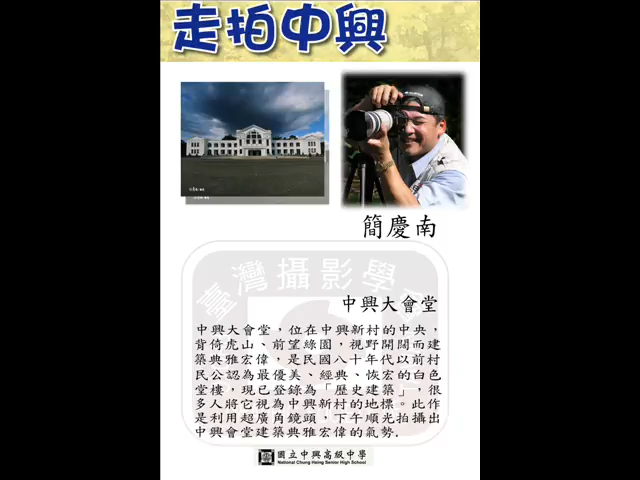 走拍中興
簡慶南
臺灣攝影學會
中興大會堂
中興大會堂，位在中興新村的中央，
背倚虎山、前望綠園，視野開闊而建
築典雅宏偉，是民國八十年代以前村
民公認為最優美、經典、恢宏的白色
堂樓，現已登錄為「歷史建築」，很
多人將它視為中興新村的地標。此作
是利用超廣角鏡頭，下午順光拍攝出
中興會堂建築典雅宏偉的氣勢.
國立中興高級中學
National Chung Hsing Senior High School